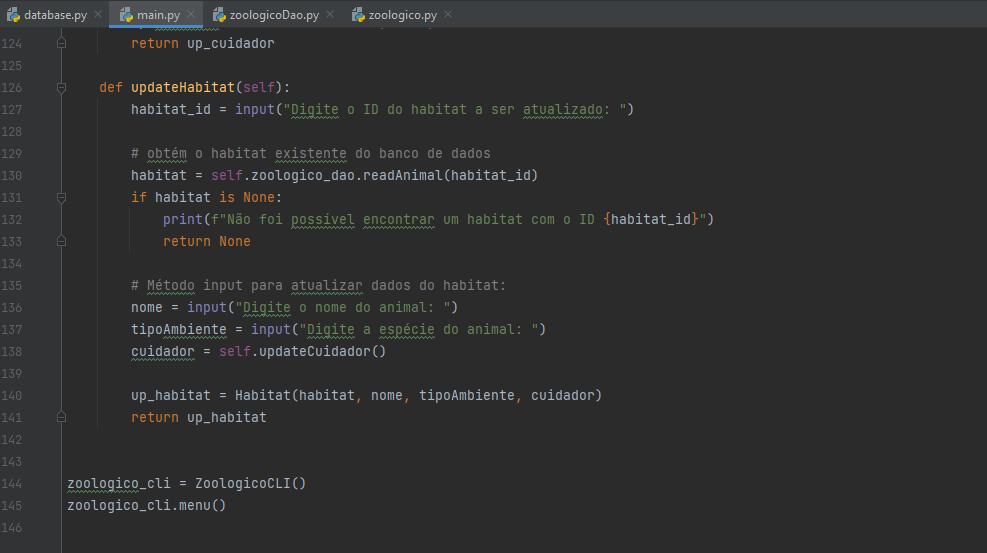 database.py main.py zoologicoDao.py zoologico.py
124 return up_cuidador
125
126 def updateHabitat(self):
127 habitat_id = input("Digite o ID do habitat a ser atualizado: ")
128
129 # obtém o habitat existente do banco de dados
130 habitat = self.zoologico_dao.readAnimal(habitat_id)
131 if habitat is None:
132 print(f"Não foi possível encontrar um habitat com o ID {habitat_id}")
133 return None
134
135 # Método input para atualizar dados do habitat:
136 nome = input("Digite o nome do animal: ")
137 tipoAmbiente = input("Digite a espécie do animal: ")
138 cuidador = self.updateCuidador()
139
140 up_habitat = Habitat(habitat, nome, tipoAmbiente, cuidador)
141 return up_habitat
142
143
144 zoologico_cli = ZoologicoCLI()
145 zoologico_cli.menu()
146